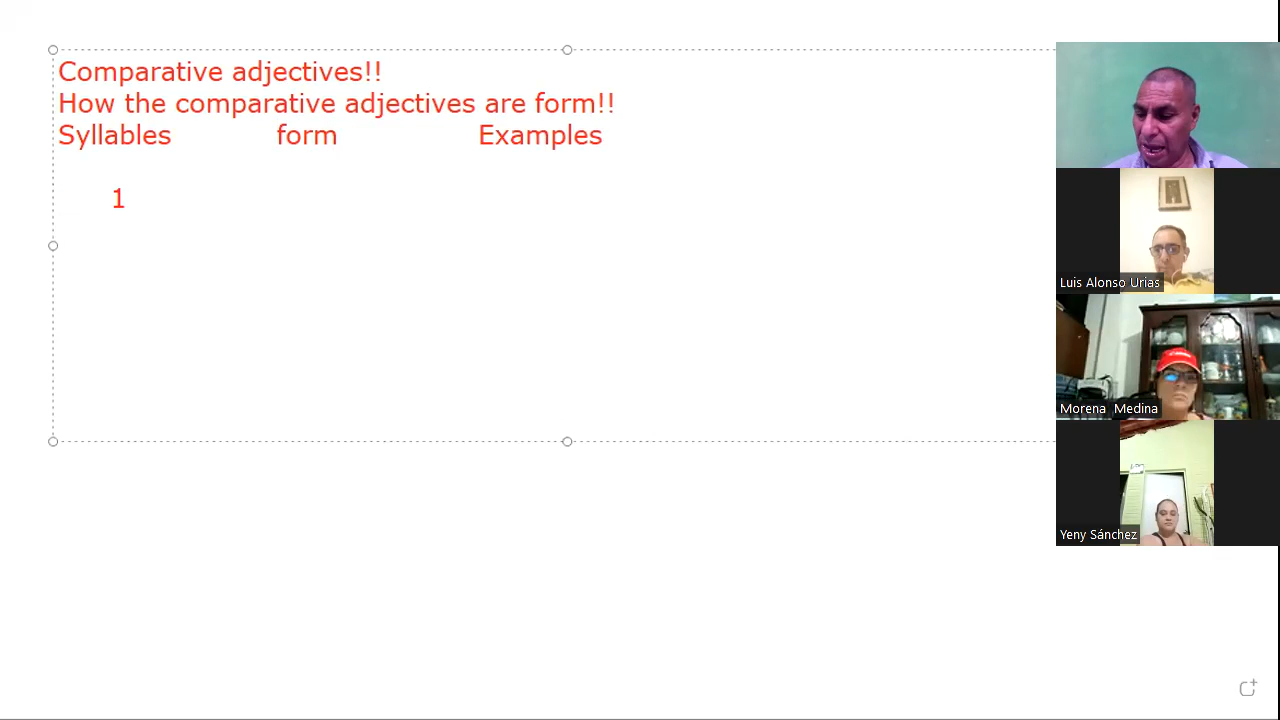 Comparative adjectives!!
How the comparative adjectives are form!!
Syllables form Examples
1
Luis Alonso Urias
Morena Medina
Yeny Sánchez